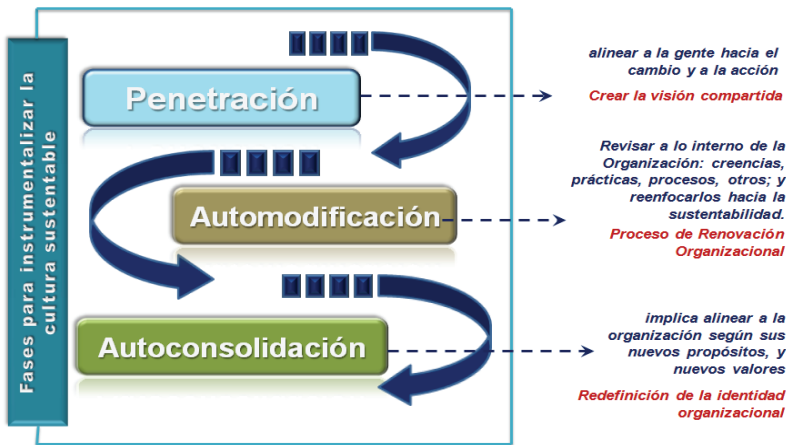 Fases para instrumentalizar la
cultura sustentable
Penetración
alinear a la gente hacia el
cambio y a la acción
Crear la visión compartida
Automodificación
Revisar a lo interno de la
Organización: creencias,
prácticas, procesos, otros; y
reenfocarlos hacia la
sustentabilidad.
Proceso de Renovación
Organizacional
Autoconsolidación
implica alinear a la
organización según sus
nuevos propósitos, y
nuevos valores
Redefinición de la identidad
organizacional